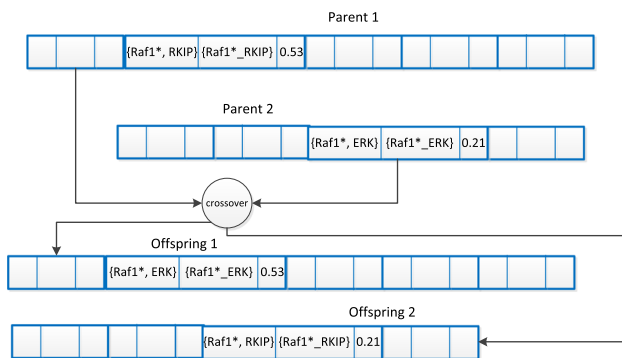 Parent 1
{Raf1*, RKIP} {Raf1*_RKIP} 0.53
Parent 2
{Raf1*, ERK} {Raf1*_ERK} 0.21
crossover
Offspring 1
{Raf1*, ERK} {Raf1*_ERK} 0.53
Offspring 2
{Raf1*, RKIP} {Raf1*_RKIP} 0.21